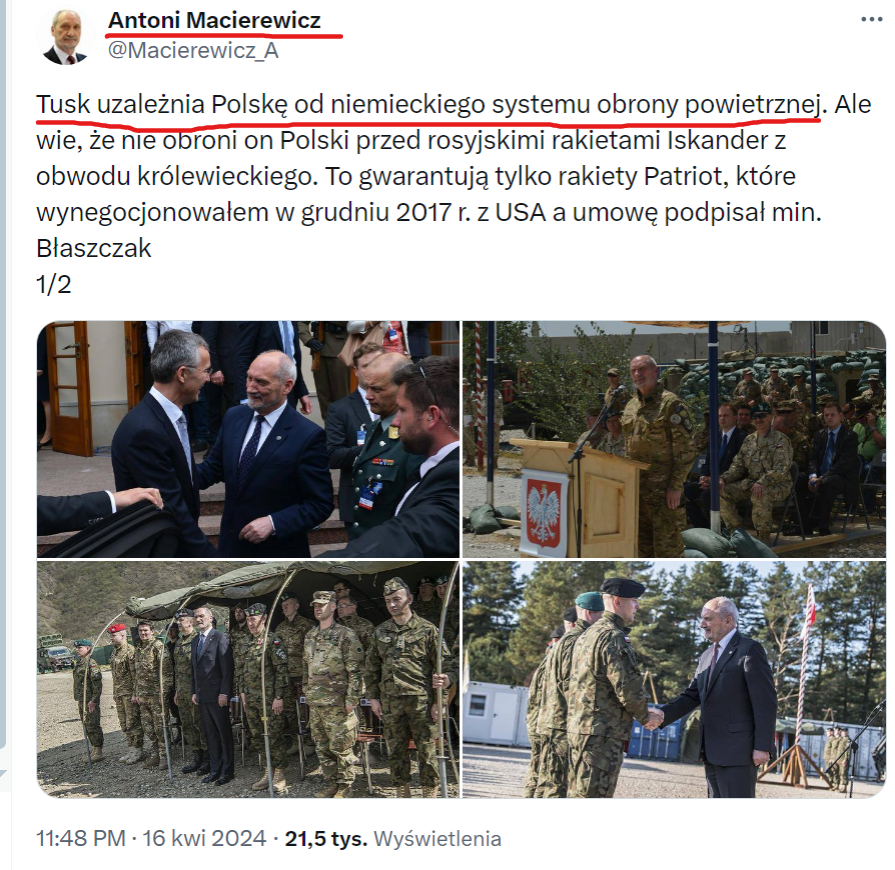 Antoni Macierewicz
@Macierewicz_A
Tusk uzależnia Polskę od niemieckiego systemu obrony powietrznej. Ale
wie, że nie obroni on Polski przed rosyjskimi rakietami Iskander z
obwodu królewieckiego. To gwarantują tylko rakiety Patriot, które
wynegocjonowałem w grudniu 2017 r. z USA a umowę podpisał min.
Błaszczak
1/2
11:48 PM · 16 kwi 2024 · 21,5 tys. Wyświetlenia